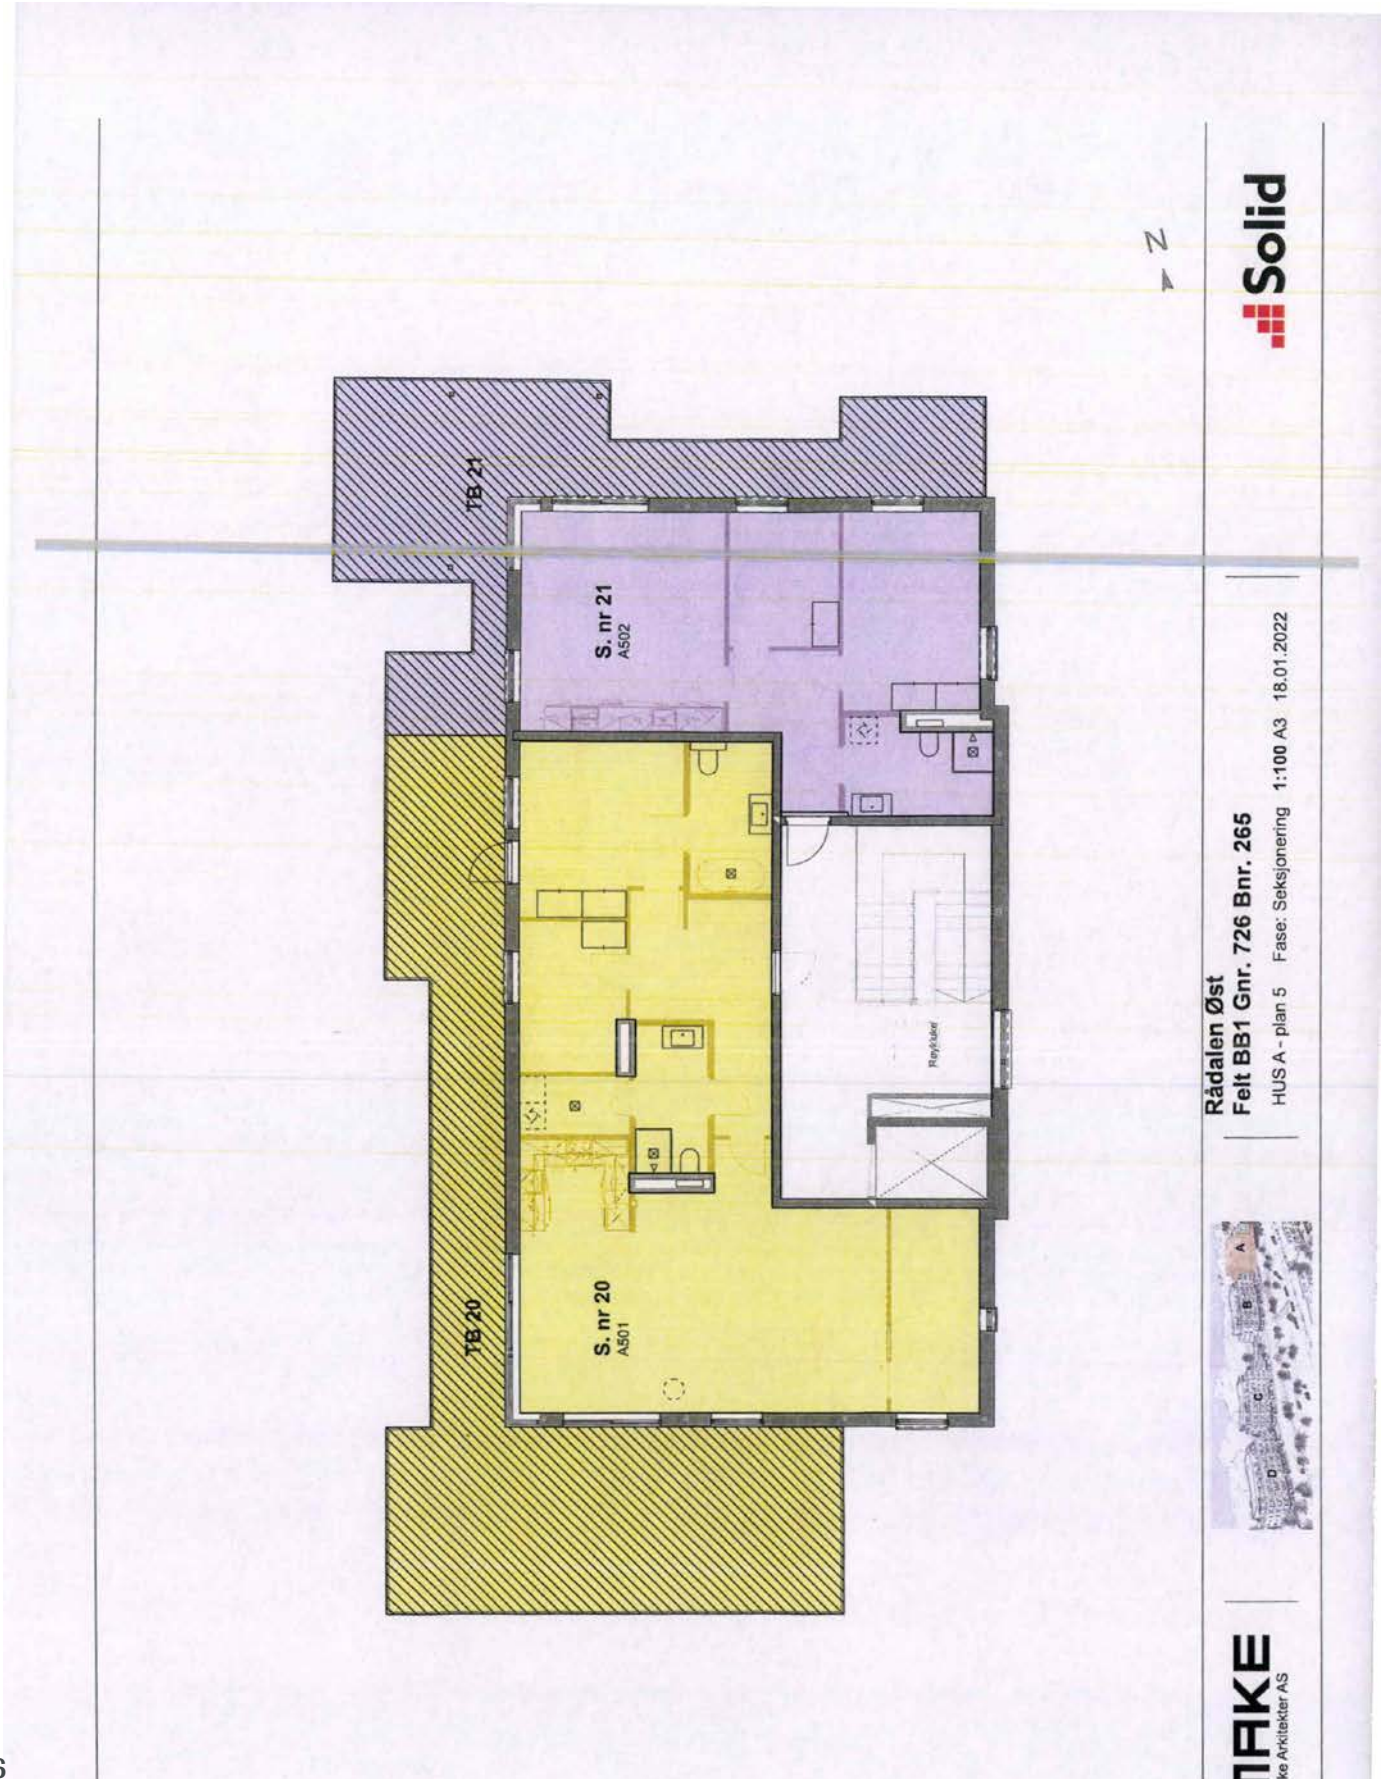 TB 21
S. nr 21
A502
TB 20
S. nr 20
A501
N
Solid
Rådalen Øst
Felt BB1 Gnr. 726 Bnr. 265
HUS A - plan 5 Fase: Seksjonering 1:100 A3 18.01.2022
A
B
C
D
ke Arkitekter AS